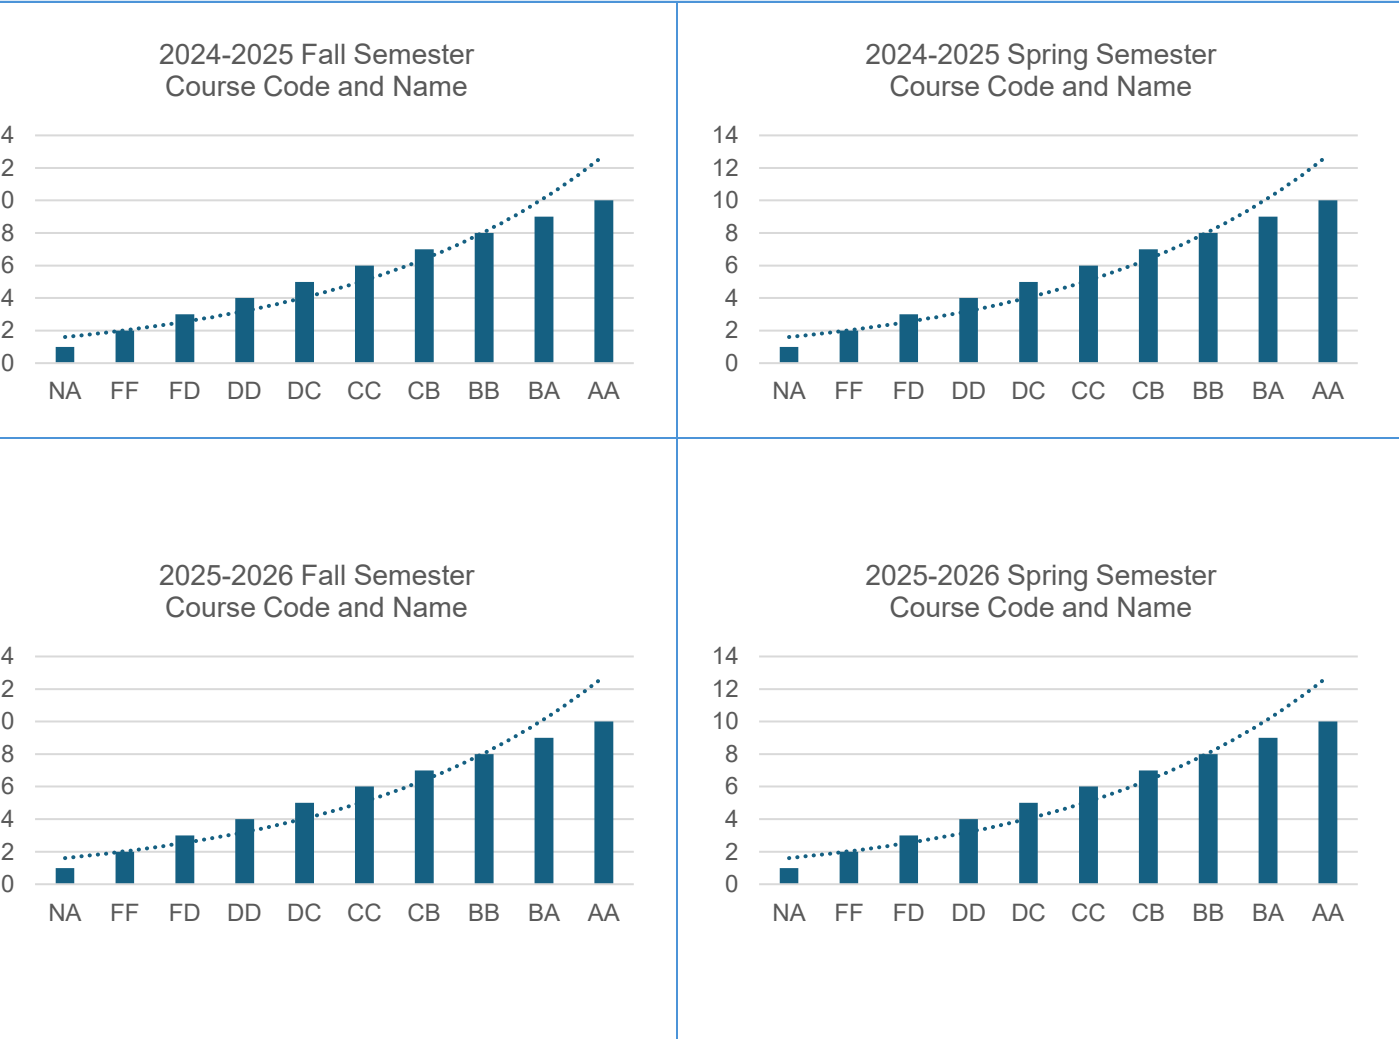 2024-2025 Fall Semester
Course Code and Name
4
2
0
8
6
4
2
0
NA FF FD DD DC CC CB BB BA AA
2024-2025 Spring Semester
Course Code and Name
14
12
10
8
6
4
2
0
NA FF FD DD DC CC CB BB BA AA
2025-2026 Fall Semester
Course Code and Name
4
2
0
8
6
4
2
0
NA FF FD DD DC CC CB BB BA AA
2025-2026 Spring Semester
Course Code and Name
14
12
10
8
6
4
2
0
NA FF FD DD DC CC CB BB BA AA